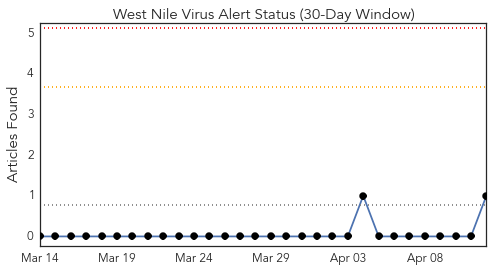 West Nile Virus Alert Status (30-Day Window)
Articles Found
5
4
3
2
1
0
Mar 14 Mar 19 Mar 24 Mar 29 Apr 03 Apr 08